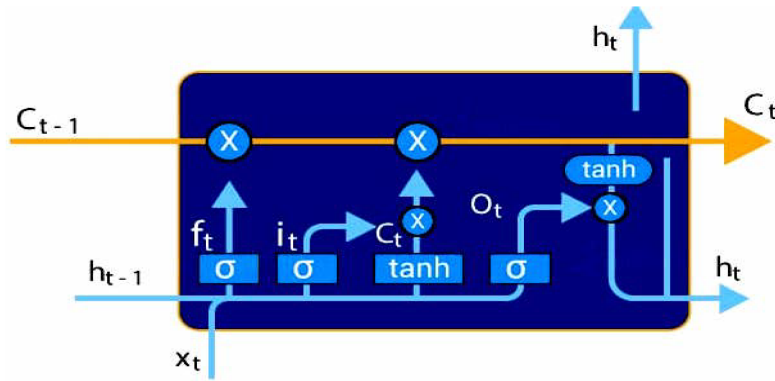 h_t
C_t-1
C_t
X
X
tanh
f_t
i_t
C_t
X
O_t
X
h_t-1
σ
σ
tanh
σ
h_t
x_t